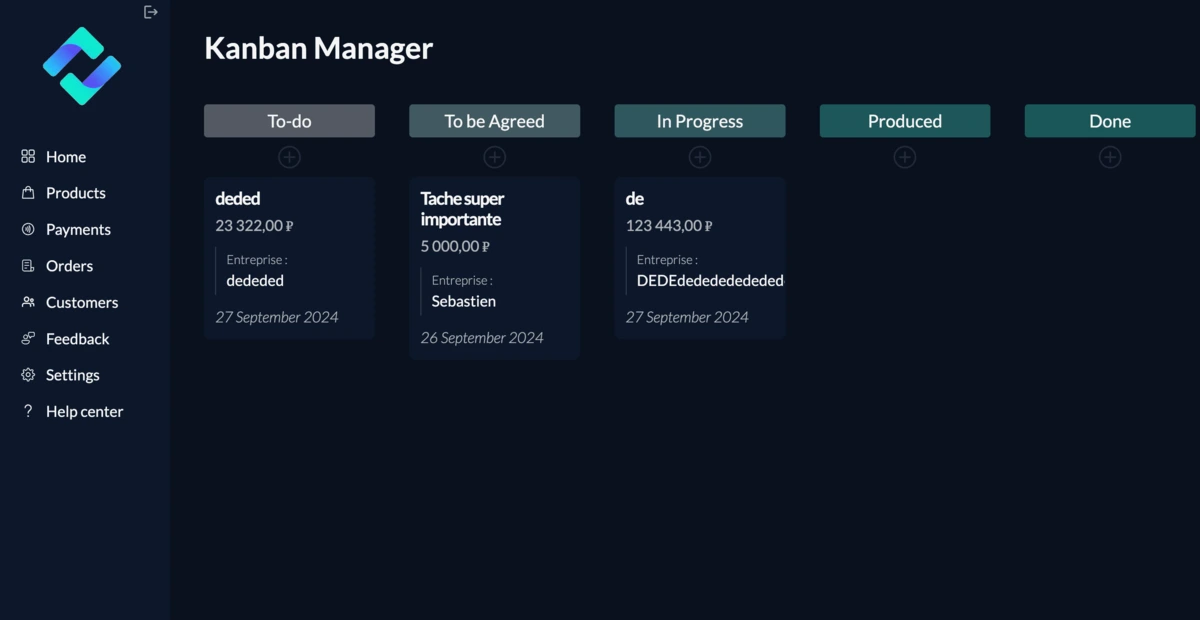 Kanban Manager
Home
Products
Payments
Orders
Customers
Feedback
Settings
Help center
To-do
deded
23 322,00 ₽
Entreprise :
dededed
27 September 2024
To be Agreed
Tache super
importante
5 000,00 ₽
Entreprise :
Sebastien
26 September 2024
In Progress
de
123 443,00 ₽
Entreprise :
DEDEdededededed
27 September 2024
Produced
Done